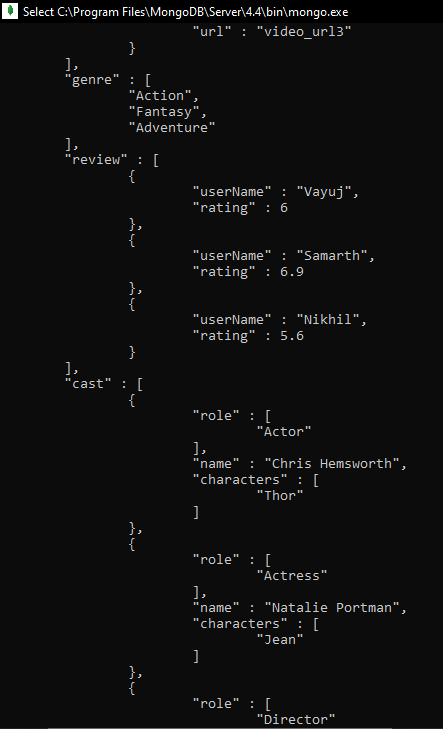 Select C:\Program Files\MongoDB\Server\4.4\bin\mongo.exe
"url" : "video_url3"
}
],
"genre" : [
"Action",
"Fantasy",
"Adventure"
],
"review" : [
{
"userName" : "Vayuj",
"rating" : 6
},
{
"userName" : "Samarth",
"rating" : 6.9
},
{
"userName" : "Nikhil",
"rating" : 5.6
}
],
"cast" : [
{
"role" : [
"Actor"
],
"name" : "Chris Hemsworth",
"characters" : [
"Thor"
]
},
{
"role" : [
"Actress"
],
"name" : "Natalie Portman",
"characters" : [
"Jean"
]
},
{
"role" : [
"Director"